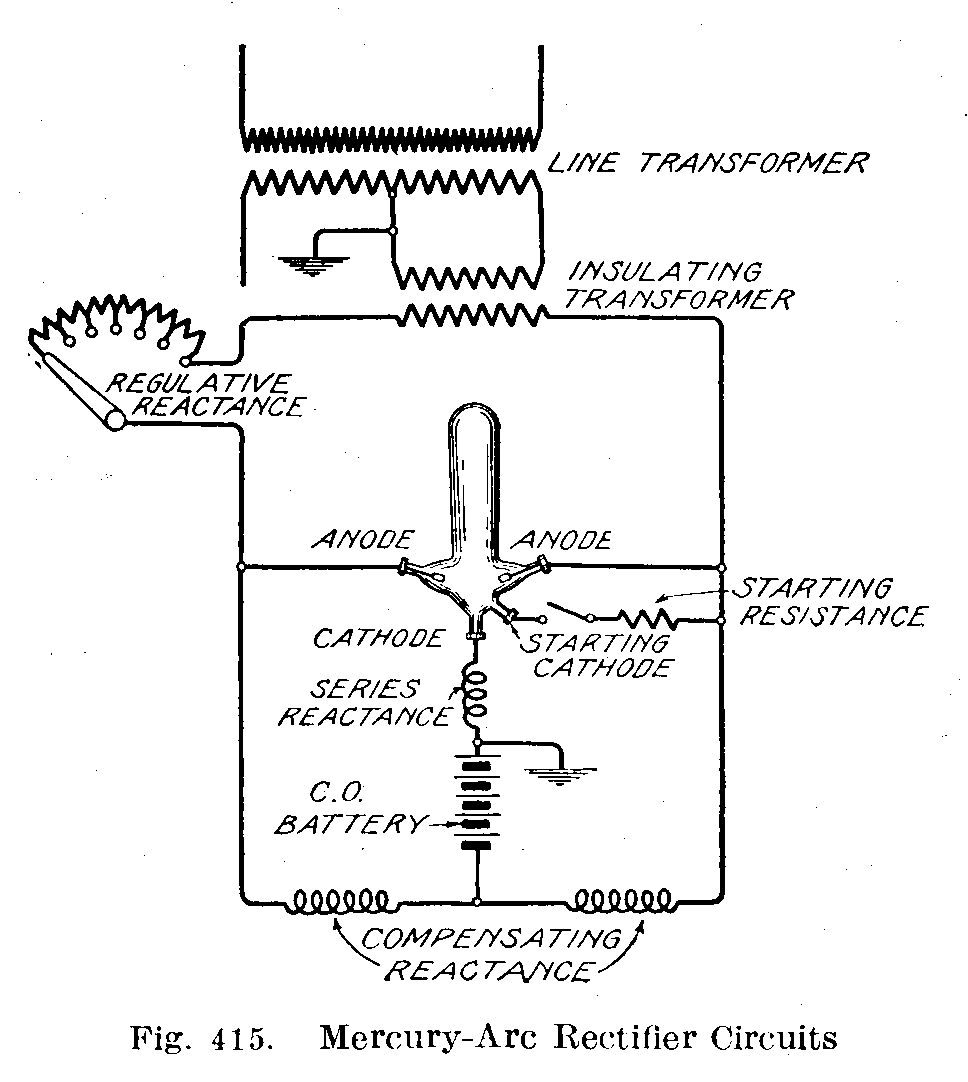 LINE TRANSFORMER
INSULATING
TRANSFORMER
REGULATIVE
REACTANCE
ANODE
ANODE
STARTING
RESISTANCE
CATHODE
STARTING
CATHODE
SERIES
REACTANCE
C.O.
BATTERY
COMPENSATING
REACTANCE
Fig. 415. Mercury-Arc Rectifier Circuits